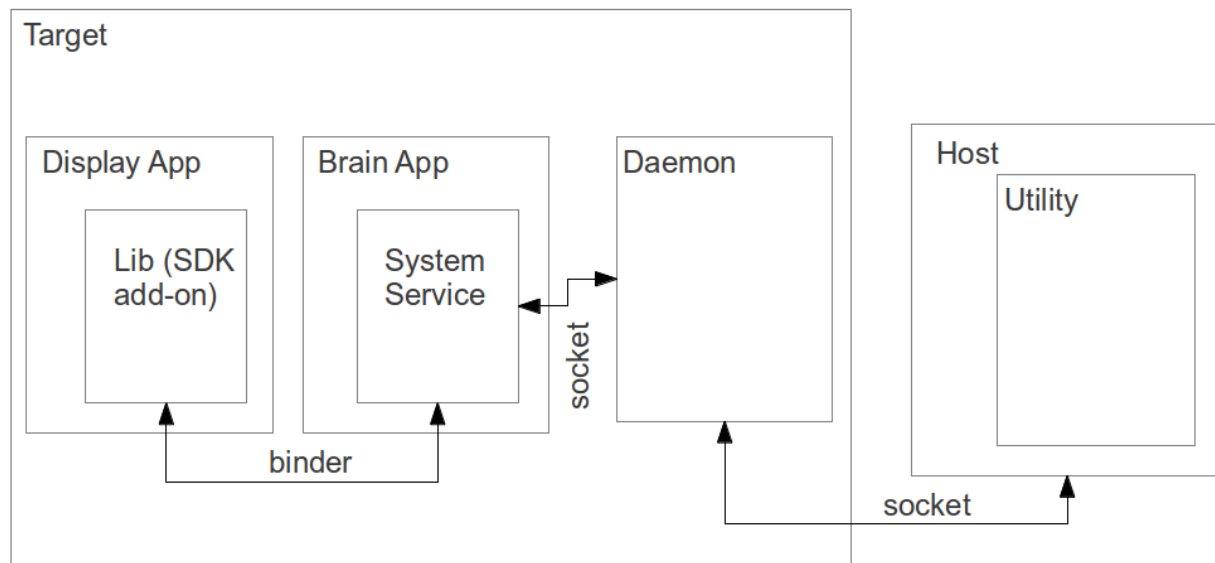 Target
Display App
Brain App
Daemon
Host
Utility
Lib (SDK
add-on)
System
Service
socket
binder
socket